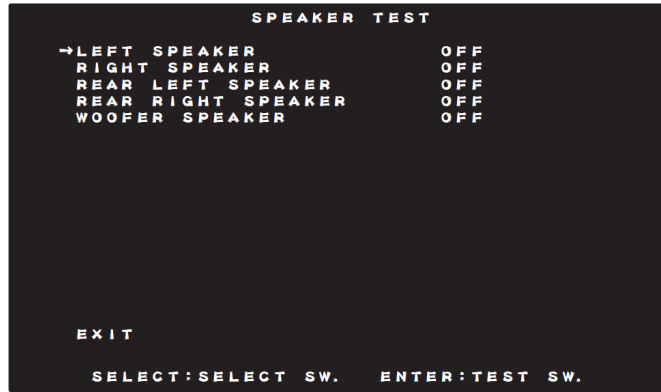 SPEAKER TEST
→LEFT SPEAKER OFF
RIGHT SPEAKER OFF
REAR LEFT SPEAKER OFF
REAR RIGHT SPEAKER OFF
WOOFER SPEAKER OFF
EXIT
SELECT:SELECT SW. ENTER:TEST SW.